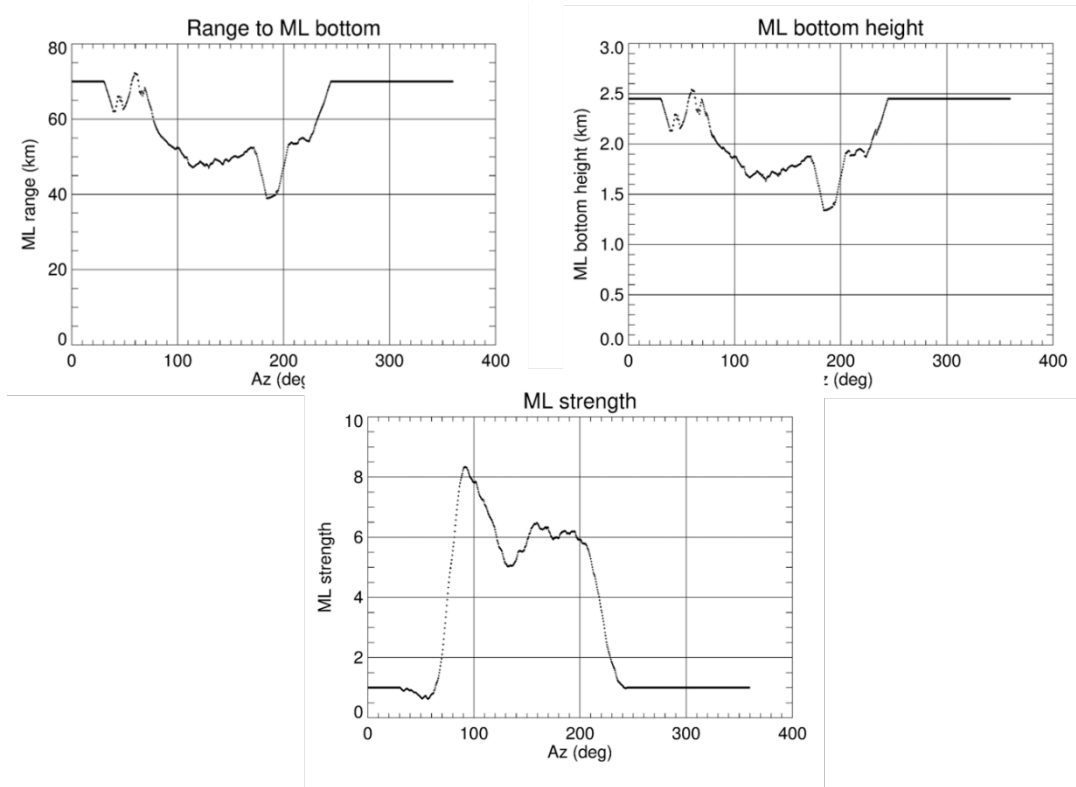 Range to ML bottom
80
60
40
20
0
ML range (km)
0 100 200 300 400
Az (deg
ML bottom height
3.0
2.5
2.0
1.5
1.0
0.5
0.0
ML bottom height (km)
0 100 200 300 400
z (deg)
ML strength
10
8
6
4
2
0
ML strength
0 100 200 300 400
Az (deg)